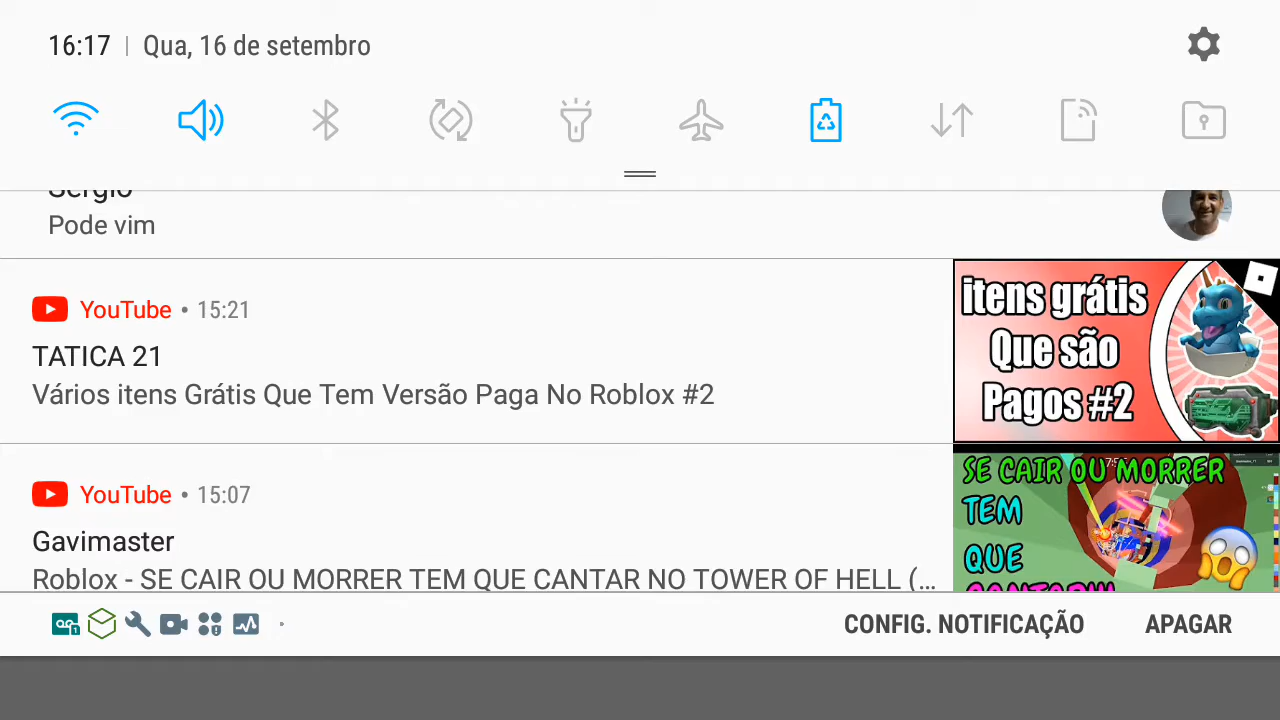 16:17 | Qua, 16 de setembro
Sergio
Pode vim
YouTube • 15:21
TATICA 21
Vários itens Grátis Que Tem Versão Paga No Roblox #2
itens grátis
Que são
Pagos #2
YouTube • 15:07
Gavimaster
Roblox - SE CAIR OU MORRER TEM QUE CANTAR NO TOWER OF HELL (...
SE CAIR OU MORRER
TEM
QUE
CANTAR!!!
CONFIG. NOTIFICAÇÃO
APAGAR